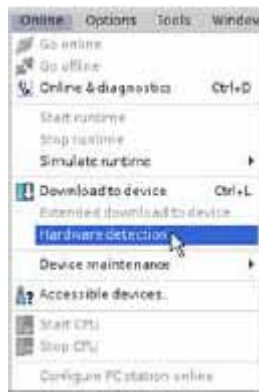 Online Options Tools Window
Go online
Go offline
Online & diagnostics Ctrl+D
Start runtime
Stop runtime
Simulate runtime
Download to device Ctrl+L
Extended download to device
Hardware detection
Device maintenance
Accessible devices...
Start CPU
Stop CPU
Configure PC station online